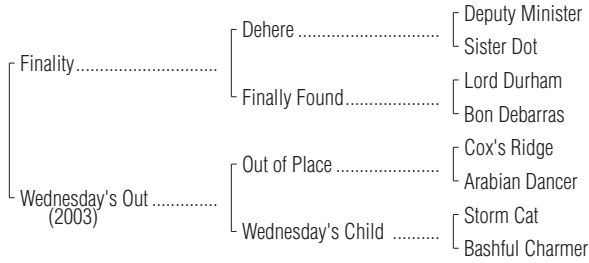 Deputy Minister
Dehere ..............................
Sister Dot
Finality..............................
Lord Durham
Finally Found....................
Bon Debarras
Cox's Ridge
Out of Place ......................
Arabian Dancer
Wednesday's Out ..............
(2003)
Storm Cat
Wednesday's Child ..........
Bashful Charmer